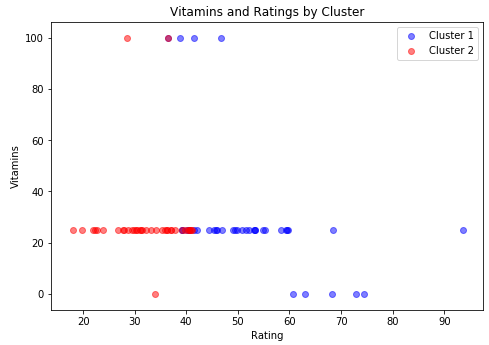 Vitamins and Ratings by Cluster
Cluster 1
Cluster 2
Vitamins
100
80
60
40
20
0
20 30 40 50 60 70 80 90
Rating